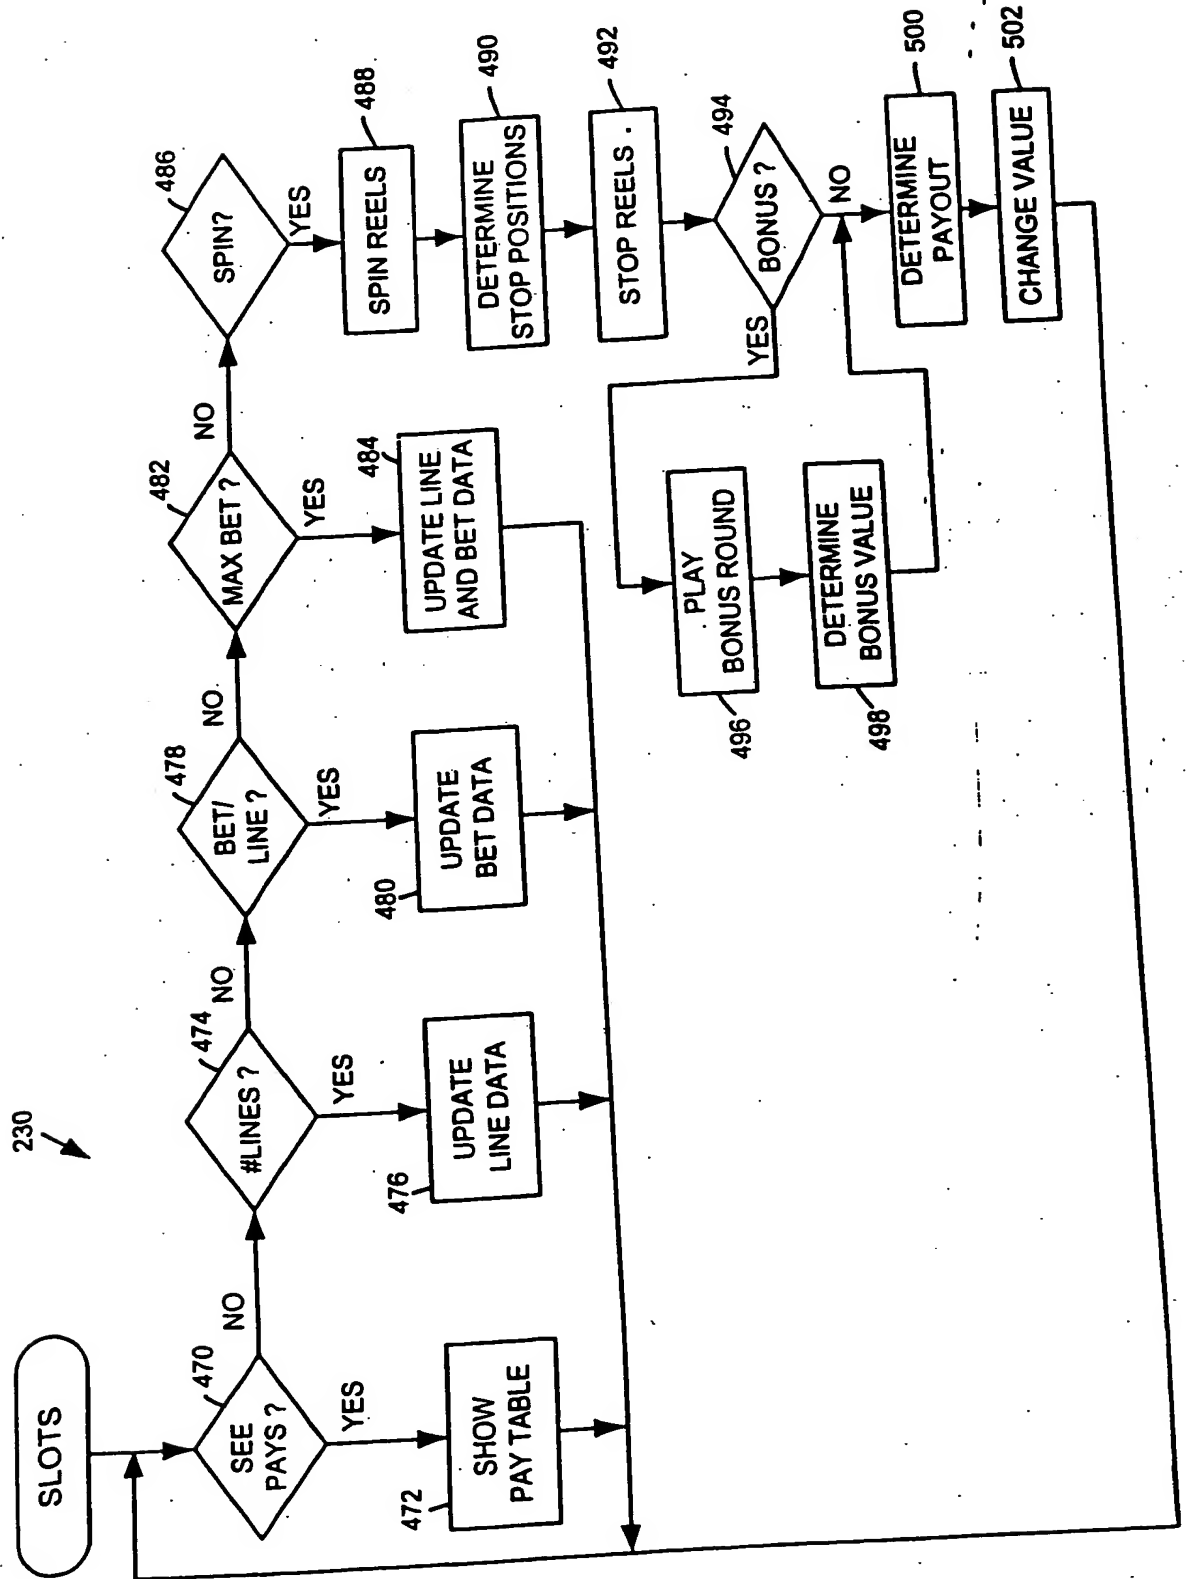 230
SLOTS
470
SEE
PAYS ?
NO
YES
472
SHOW
PAY TABLE
474
#LINES ?
NO
YES
476
UPDATE
LINE DATA
478
BET/
LINE ?
NO
YES
480
UPDATE
BET DATA
482
MAX BET ?
NO
YES
484
UPDATE LINE
AND BET DATA
486
SPIN?
YES
488
SPIN REELS
490
DETERMINE
STOP POSITIONS
492
STOP REELS
494
BONUS ?
YES
NO
496
PLAY
BONUS ROUND
498
DETERMINE
BONUS VALUE
500
DETERMINE
PAYOUT
502
CHANGE VALUE